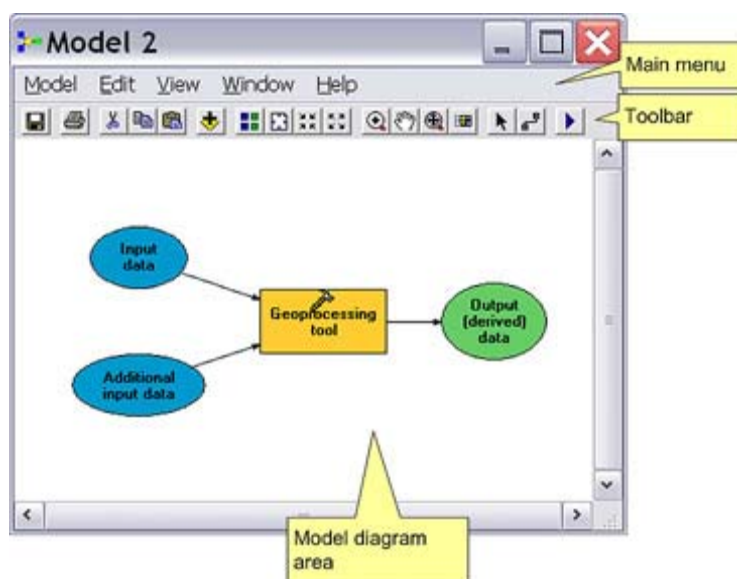 Model 2
Main menu
Model Edit View Window Help
Toolbar
Input
data
Geoprocessing
tool
Output
(derived)
data
Additional
input data
Model diagram
area